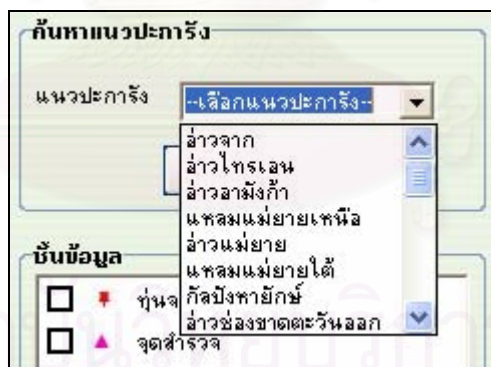 ค้นหาแนวปะการัง
แนวปะการัง --เลือกแนวปะการัง--
อ่าวจาก
อ่าวไทรเอน
อ่าวอามังก้า
แหลมแม่ยายเหนือ
อ่าวแม่ยาย
แหลมแม่ยายใต้
กัลปังหายักษ์
อ่าวช่องขาดตะวันออก
ชั้นข้อมูล
จุดสำรวจ